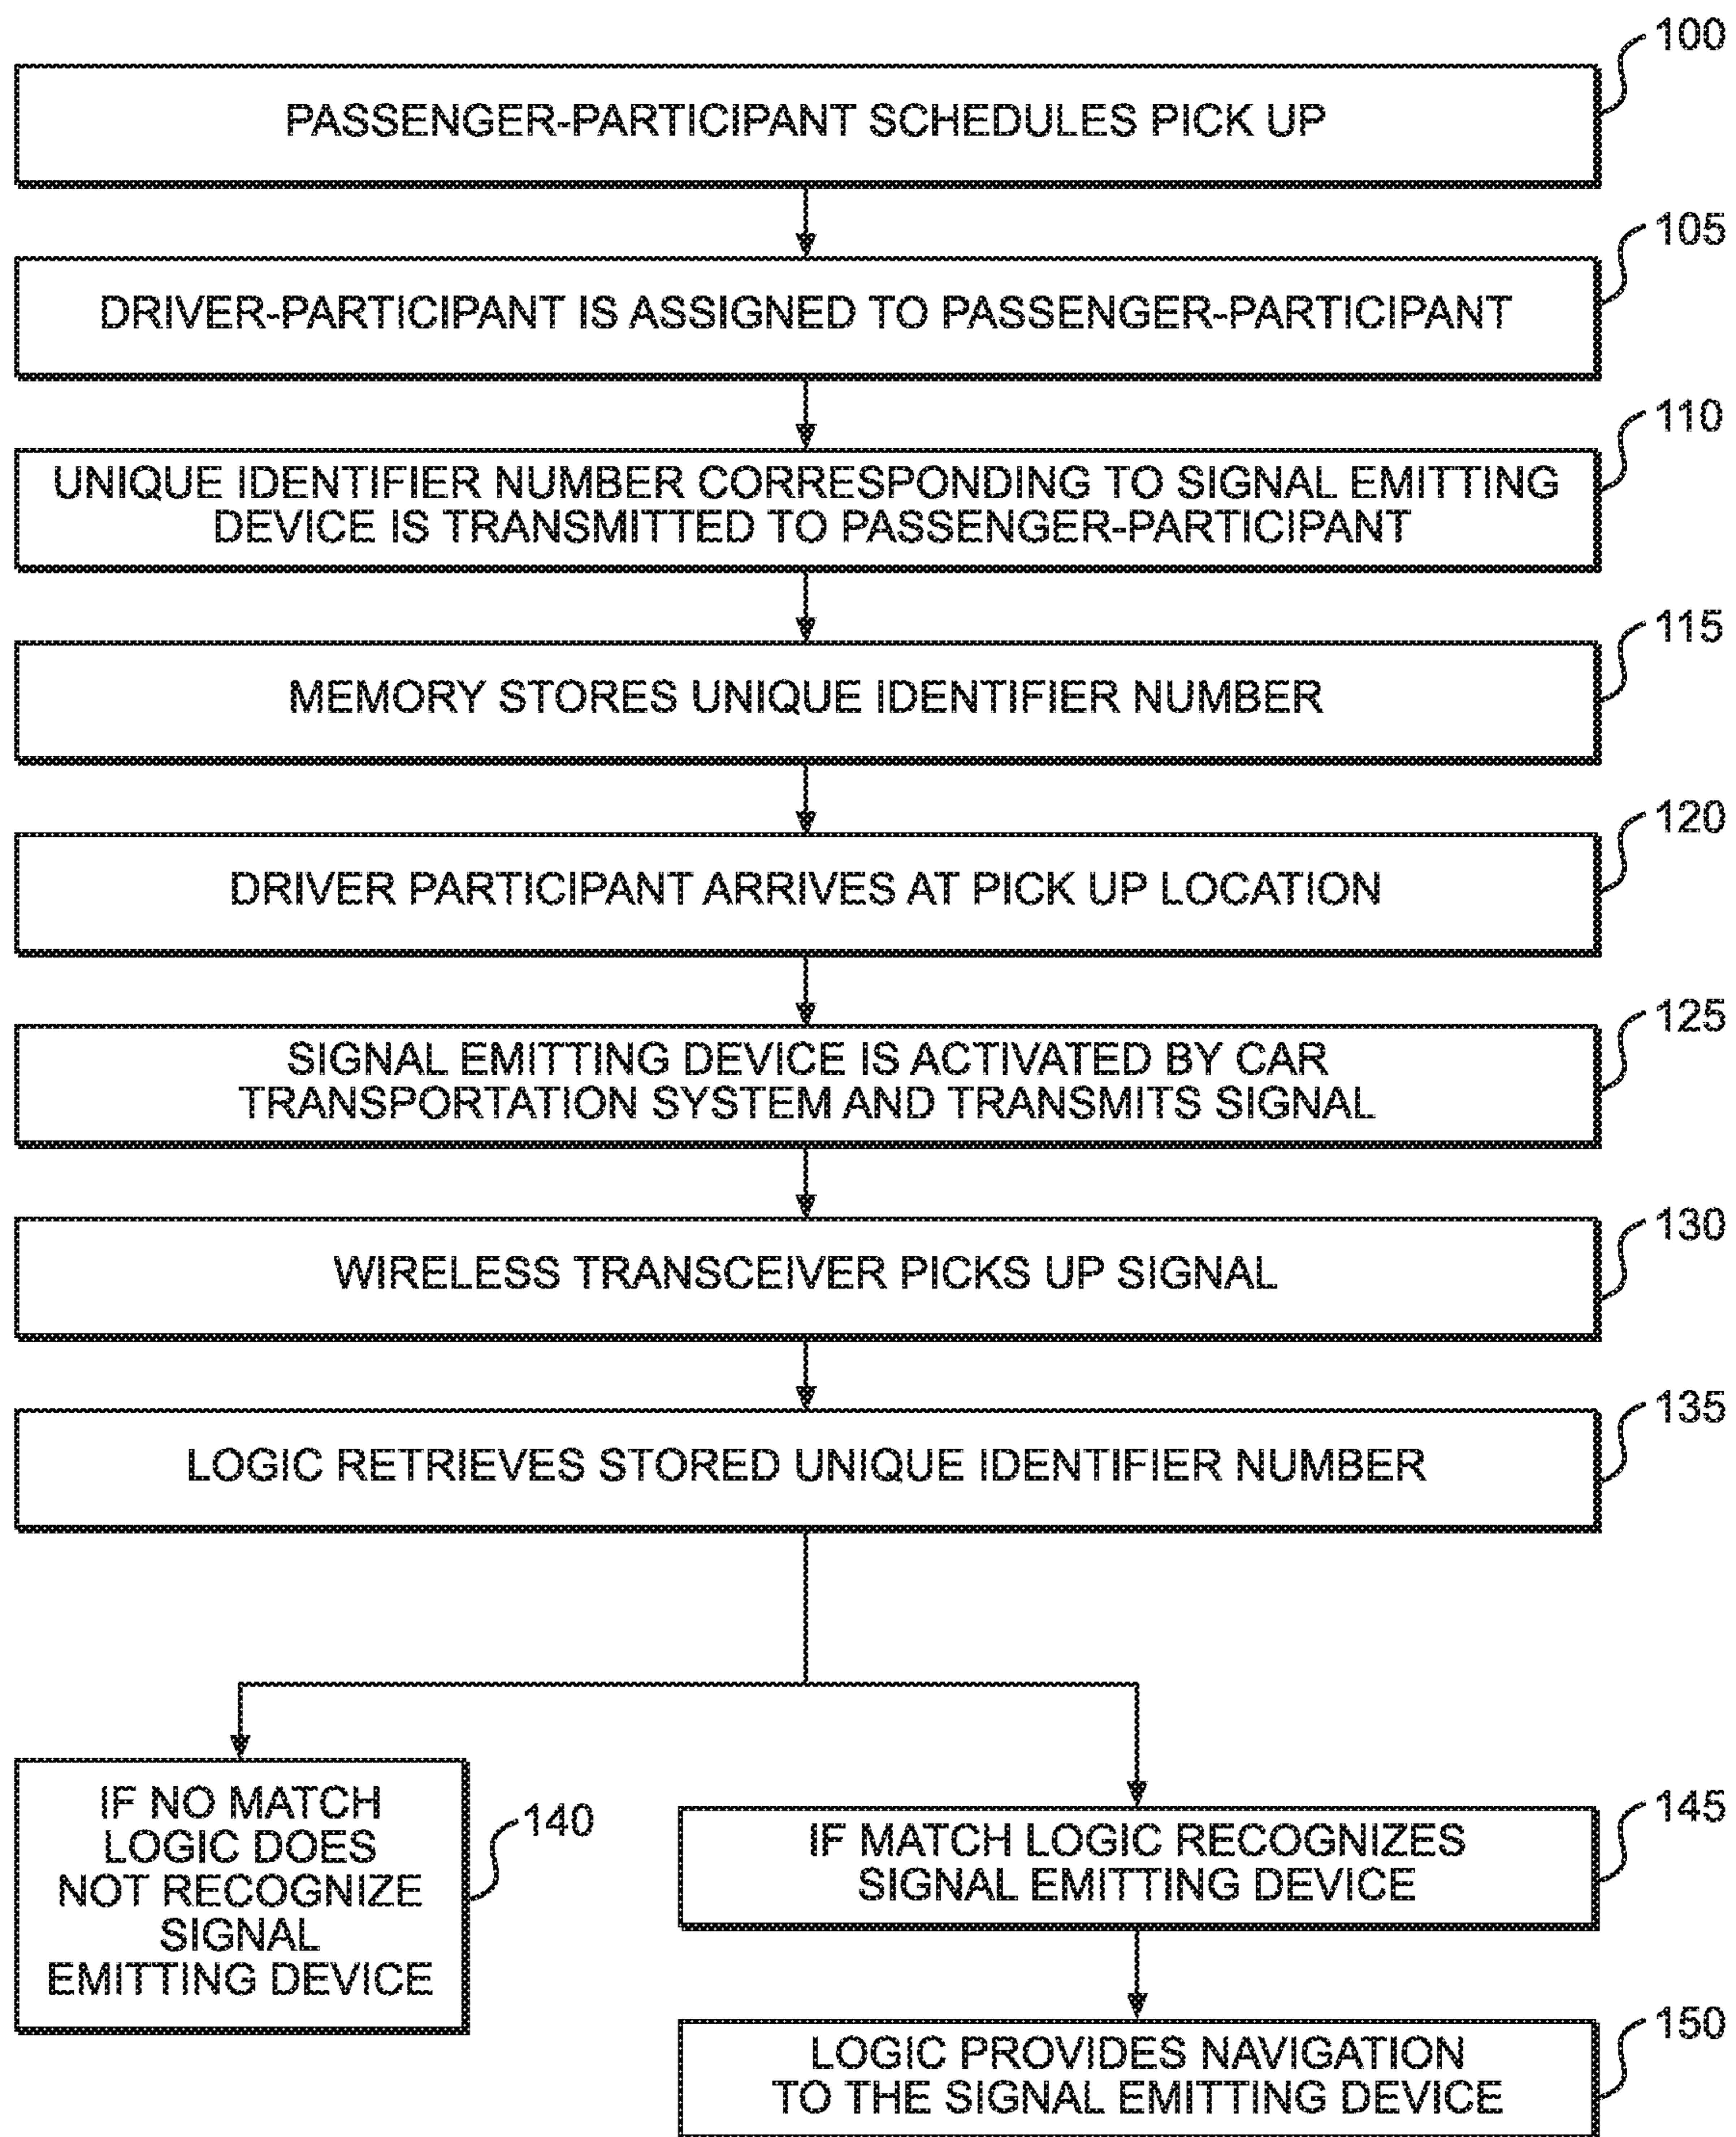 100
PASSENGER-PARTICIPANT SCHEDULES PICK UP
105
DRIVER-PARTICIPANT IS ASSIGNED TO PASSENGER-PARTICIPANT
110
UNIQUE IDENTIFIER NUMBER CORRESPONDING TO SIGNAL EMITTING
DEVICE IS TRANSMITTED TO PASSENGER-PARTICIPANT
115
MEMORY STORES UNIQUE IDENTIFIER NUMBER
120
DRIVER PARTICIPANT ARRIVES AT PICK UP LOCATION
125
SIGNAL EMITTING DEVICE IS ACTIVATED BY CAR
TRANSPORTATION SYSTEM AND TRANSMITS SIGNAL
130
WIRELESS TRANSCEIVER PICKS UP SIGNAL
135
LOGIC RETRIEVES STORED UNIQUE IDENTIFIER NUMBER
IF NO MATCH
LOGIC DOES
NOT RECOGNIZE
SIGNAL
EMITTING DEVICE
140
145
IF MATCH LOGIC RECOGNIZES
SIGNAL EMITTING DEVICE
150
LOGIC PROVIDES NAVIGATION
TO THE SIGNAL EMITTING DEVICE